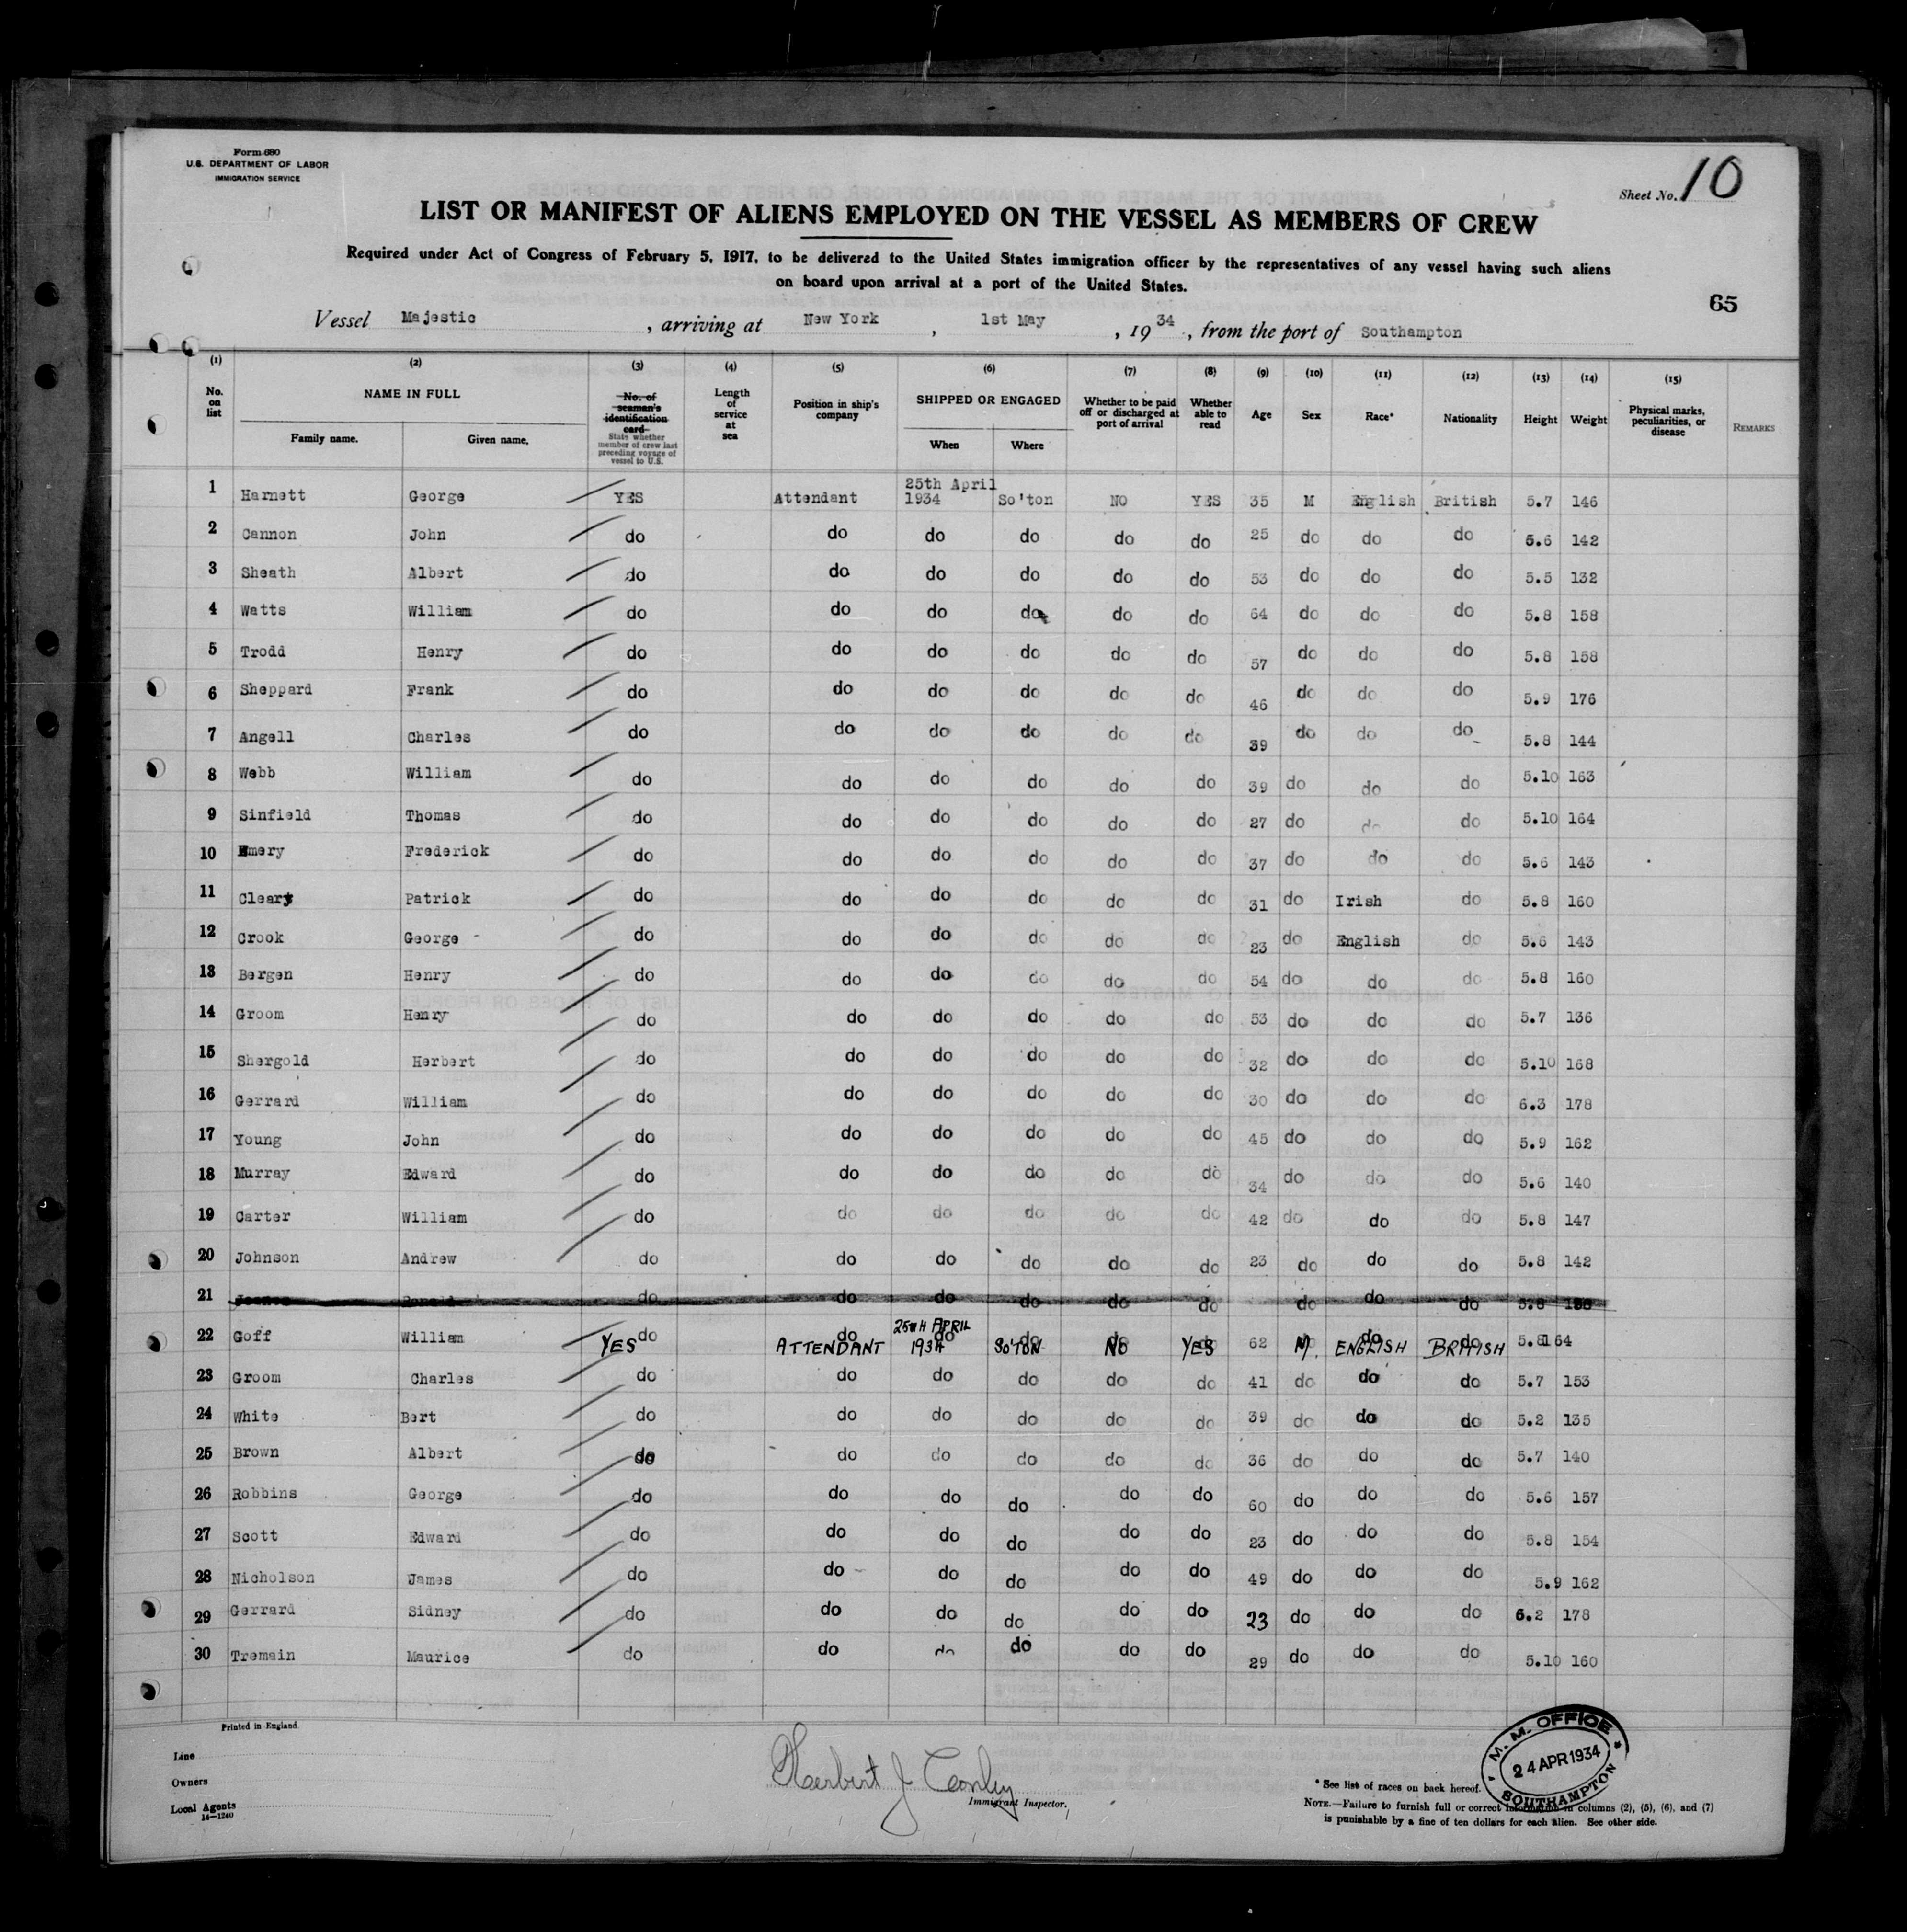 Form 680
U.S. DEPARTMENT OF LABOR
IMMIGRATION SERVICE
Sheet No. 10
LIST OR MANIFEST OF ALIENS EMPLOYED ON THE VESSEL AS MEMBERS OF CREW
Required under Act of Congress of February 5, 1917, to be delivered to the United States immigration officer by the representatives of any vessel having such aliens
on board upon arrival at a port of the United States.
65
Vessel Majestic, arriving at New York, 1st May, 1934, from the port of Southampton
(1) (2) (3) (4) (5) (6) (7) (8) (9) (10) (11) (12) (13) (14) (15)
No. on list NAME IN FULL Family name. Given name. No. of seaman's identification card State whether member of crew last preceding voyage of vessel to U.S. Length of service at sea Position in ship's company SHIPPED OR ENGAGED When Where Whether to be paid off or discharged at port of arrival Whether able to read Age Sex Race* Nationality Height Weight Physical marks, peculiarities, or disease REMARKS
1 Harnett George YES Attendant 25th April 1934 So'ton NO YES 35 M English British 5.7 146
2 Cannon John do do do do do do 25 do do do 5.6 142
3 Sheath Albert do do do do do do 53 do do do 5.5 132
4 Watts William do do do do do do 64 do do do 5.8 158
5 Trodd Henry do do do do do do 57 do do do 5.8 158
6 Sheppard Frank do do do do do do 46 do do do 5.9 176
7 Angell Charles do do do do do do 39 do do do 5.8 144
8 Webb William do do do do do do 39 do do do 5.10 163
9 Sinfield Thomas do do do do do do 27 do do do 5.10 164
10 Emery Frederick do do do do do do 37 do do do 5.6 143
11 Cleary Patrick do do do do do do 31 do Irish do 5.8 160
12 Crook George do do do do do do 23 do English do 5.6 143
13 Bergen Henry do do do do do do 54 do do do 5.8 160
14 Groom Henry do do do do do do 53 do do do 5.7 136
15 Shergold Herbert do do do do do do 32 do do do 5.10 168
16 Gerrard William do do do do do do 30 do do do 6.3 178
17 Young John do do do do do do 45 do do do 5.9 162
18 Murray Edward do do do do do do 34 do do do 5.6 140
19 Carter William do do do do do do 42 do do do 5.8 147
20 Johnson Andrew do do do do do do 23 do do do 5.8 142
21 do do do do do do do do do 5.8
22 Goff William YES do ATTENDANT do 25TH APRIL 1934 do SO'TON do NO do YES do 62 M. do ENGLISH do BRITISH do 5.8 164
23 Groom Charles do do do do do do 41 do do do 5.7 153
24 White Bert do do do do do do 39 do do do 5.2 135
25 Brown Albert do do do do do do 36 do do do 5.7 140
26 Robbins George do do do do do do 60 do do do 5.6 157
27 Scott Edward do do do do do do 23 do do do 5.8 154
28 Nicholson James do do do do do do 49 do do do 5.9 162
29 Gerrard Sidney do do do do do do 23 do do do 6.2 178
30 Tremain Maurice do do do do do do 29 do do do 5.10 160
Printed in England.
Line
Owners
Local Agents
14—1240
Herbert J
Immigrant Inspector.
M. M. OFFICE
24 APR 1934
SOUTHAMPTON
* See list of races on back hereof.
NOTE.—Failure to furnish full or correct information in columns (2), (5), (6), and (7)
is punishable by a fine of ten dollars for each alien. See other side.